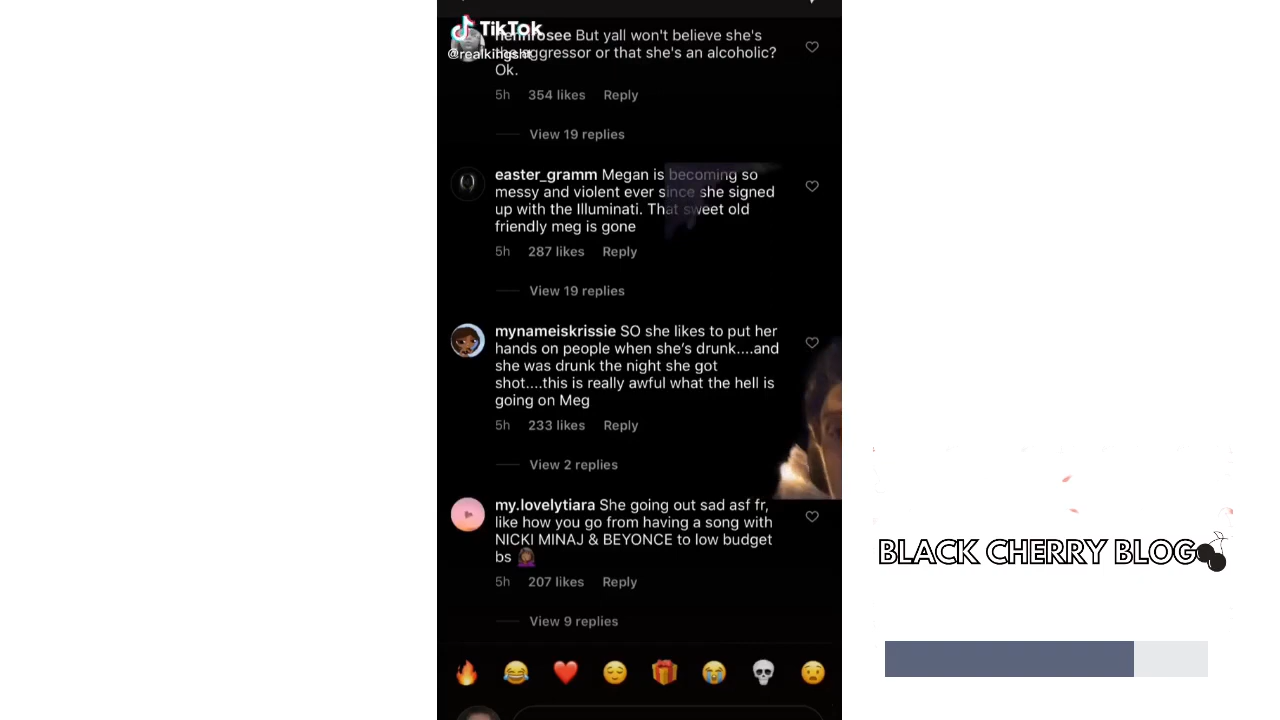 TikTok
@realkingsht
But yall won't believe she's
the aggressor or that she's an alcoholic?
Ok.
5h 354 likes Reply
View 19 replies
easter_gramm Megan is becoming so
messy and violent ever since she signed
up with the Illuminati. That sweet old
friendly meg is gone
5h 287 likes Reply
View 19 replies
mynameiskrissie SO she likes to put her
hands on people when she's drunk....and
she was drunk the night she got
shot....this is really awful what the hell is
going on Meg
5h 233 likes Reply
View 2 replies
my.lovelytiara She going out sad asf fr,
like how you go from having a song with
NICKI MINAJ & BEYONCE to low budget
bs 🤦🏾‍♀️
5h 207 likes Reply
View 9 replies
BLACK CHERRY BLOG